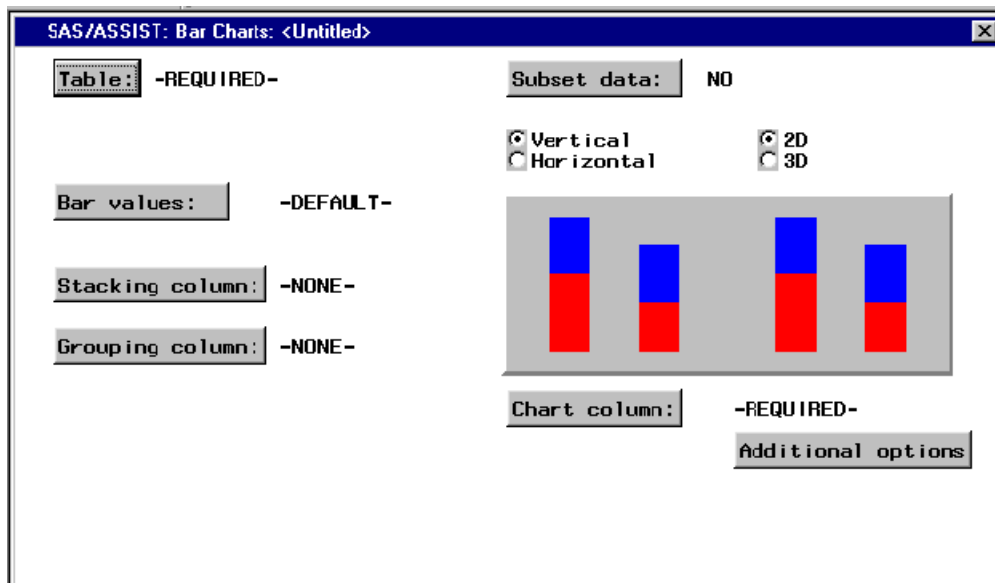 SAS/ASSIST: Bar Charts: <Untitled>
Table: -REQUIRED-
Subset data: NO
Vertical
Horizontal
2D
3D
Bar values: -DEFAULT-
Stacking column: -NONE-
Grouping column: -NONE-
Chart column: -REQUIRED-
Additional options